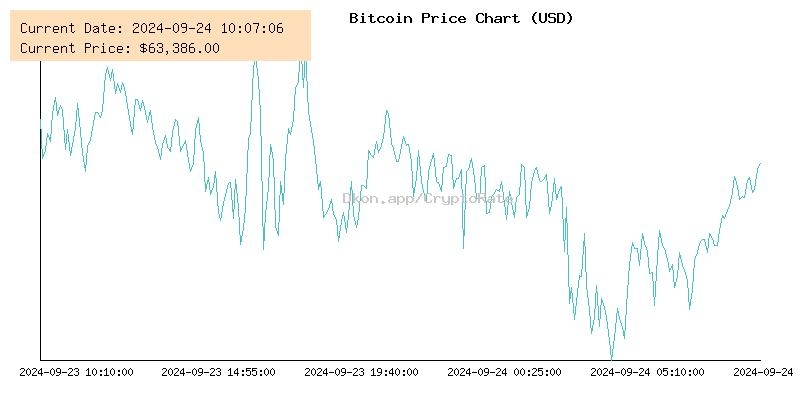 Bitcoin Price Chart (USD)
Current Date: 2024-09-24 10:07:06
Current Price: $63,386.00
Dkon.app/CryptoRate
2024-09-23 10:10:00 2024-09-23 14:55:00 2024-09-23 19:40:00 2024-09-24 00:25:00 2024-09-24 05:10:00 2024-09-24